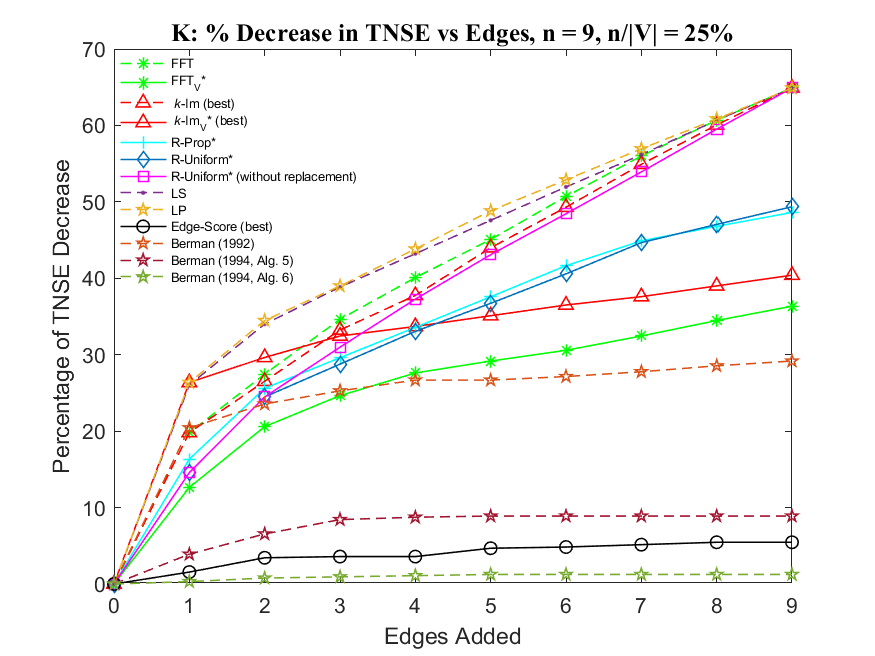 K: % Decrease in TNSE vs Edges, n = 9, n/|V| = 25%
Percentage of TNSE Decrease
70
60
50
40
30
20
10
0
FFT
FFT_V*
k-Im (best)
k-Im_V* (best)
R-Prop*
R-Uniform*
R-Uniform* (without replacement)
LS
LP
Edge-Score (best)
Berman (1992)
Berman (1994, Alg. 5)
Berman (1994, Alg. 6)
0 1 2 3 4 5 6 7 8 9
Edges Added